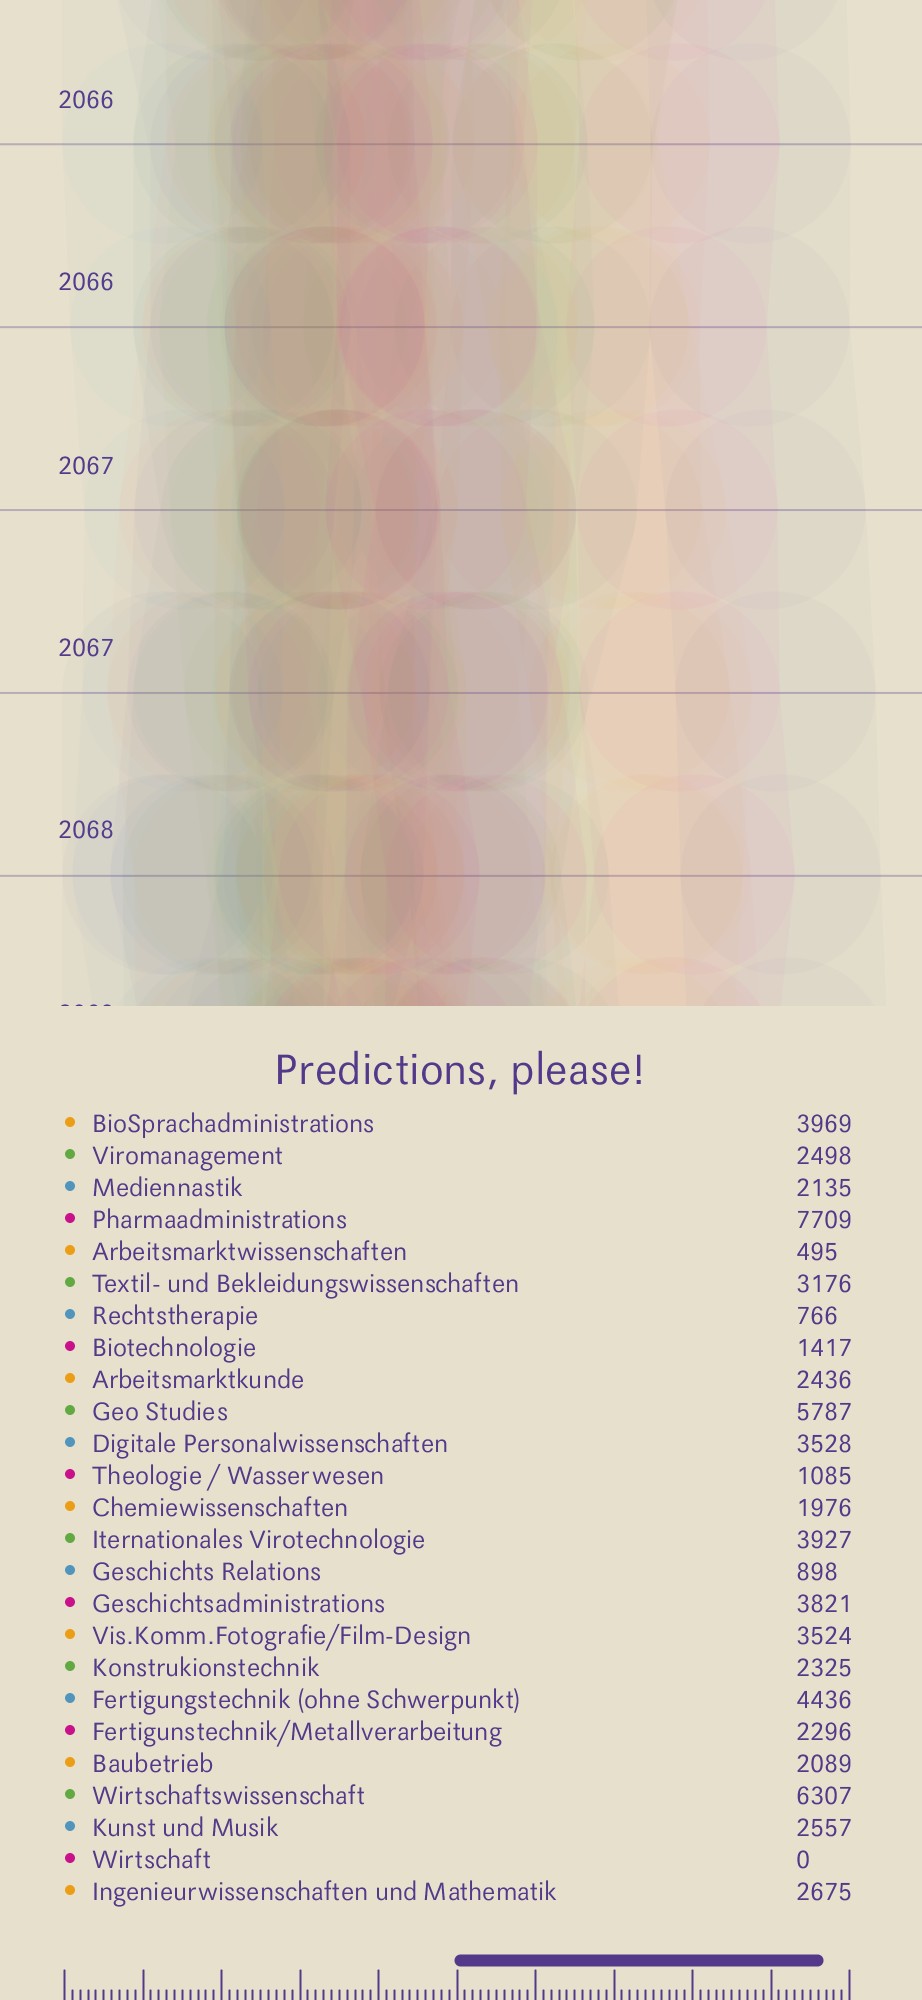 2066
2066
2067
2067
2068
Predictions, please!
BioSprachadministrations 3969
Viromanagement 2498
Mediennastik 2135
Pharmaadministrations 7709
Arbeitsmarktwissenschaften 495
Textil- und Bekleidungswissenschaften 3176
Rechtstherapie 766
Biotechnologie 1417
Arbeitsmarktkunde 2436
Geo Studies 5787
Digitale Personalwissenschaften 3528
Theologie / Wasserwesen 1085
Chemiewissenschaften 1976
Iternationales Virotechnologie 3927
Geschichts Relations 898
Geschichtsadministrations 3821
Vis.Komm.Fotografie/Film-Design 3524
Konstrukionstechnik 2325
Fertigungstechnik (ohne Schwerpunkt) 4436
Fertigunstechnik/Metallverarbeitung 2296
Baubetrieb 2089
Wirtschaftswissenschaft 6307
Kunst und Musik 2557
Wirtschaft 0
Ingenieurwissenschaften und Mathematik 2675